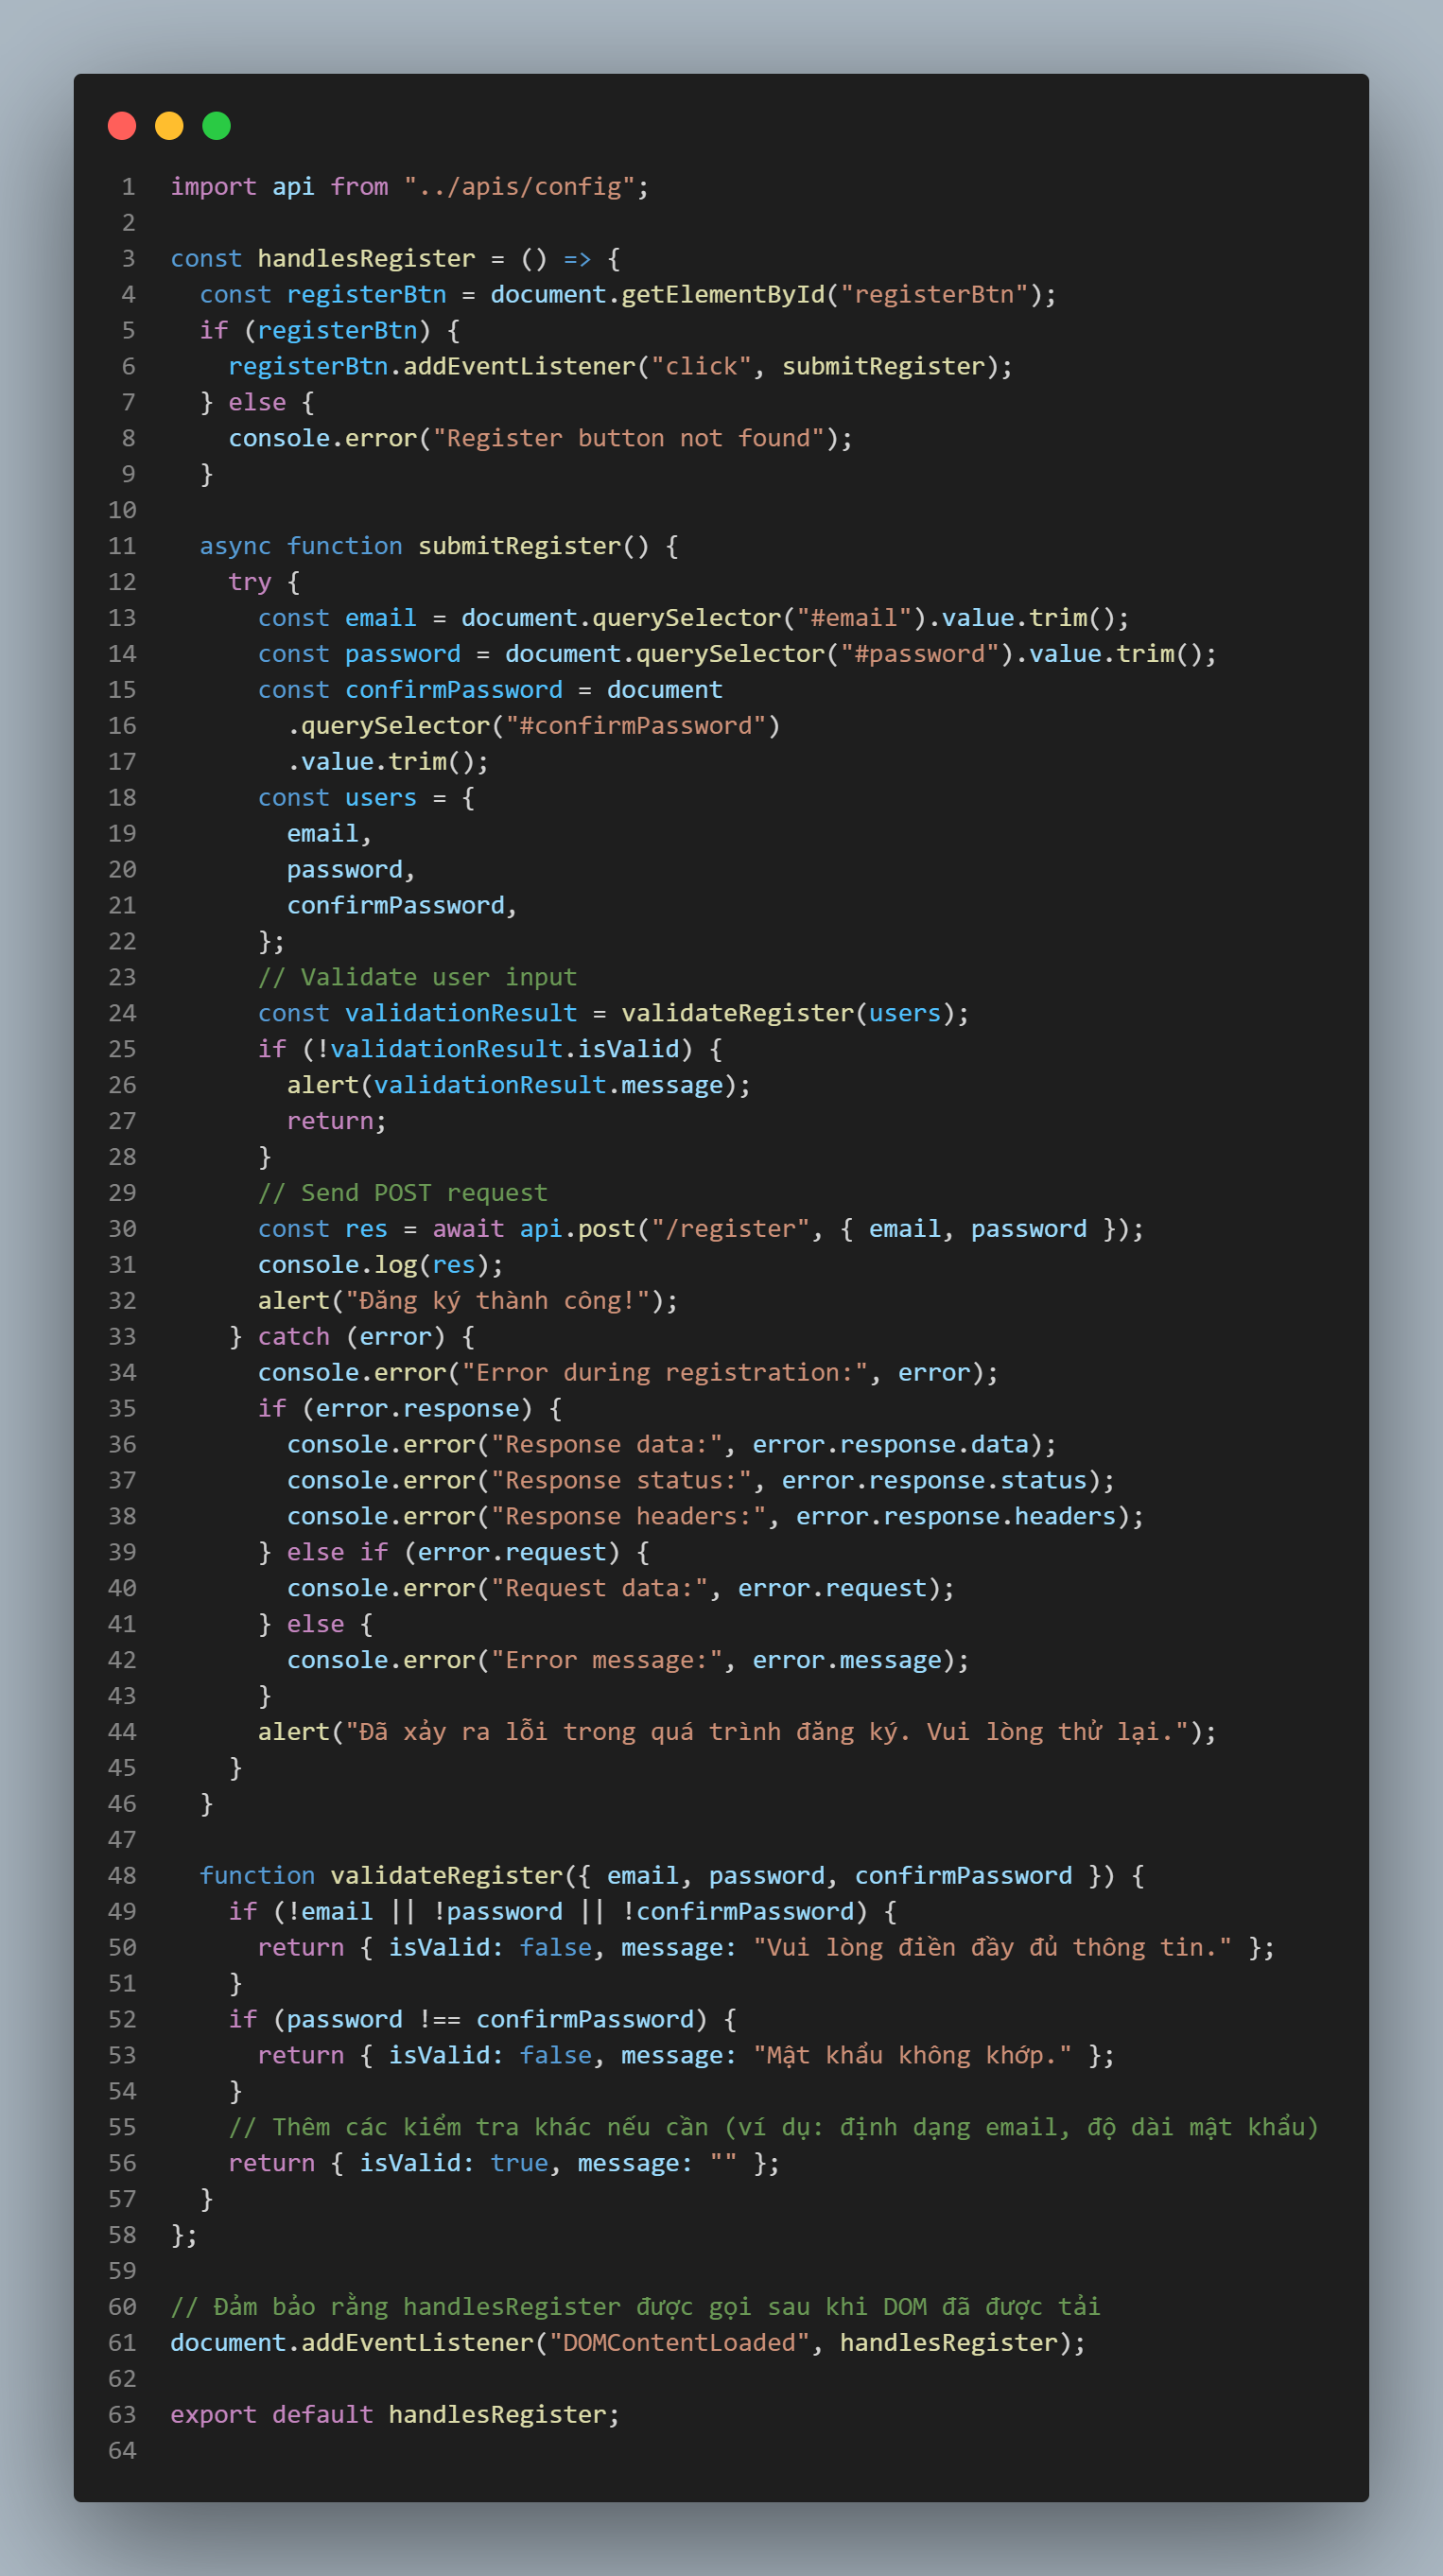 1 import api from "../apis/config";
2
3 const handlesRegister = () => {
4   const registerBtn = document.getElementById("registerBtn");
5   if (registerBtn) {
6     registerBtn.addEventListener("click", submitRegister);
7   } else {
8     console.error("Register button not found");
9   }
10
11   async function submitRegister() {
12     try {
13       const email = document.querySelector("#email").value.trim();
14       const password = document.querySelector("#password").value.trim();
15       const confirmPassword = document
16         .querySelector("#confirmPassword")
17         .value.trim();
18       const users = {
19         email,
20         password,
21         confirmPassword,
22       };
23       // Validate user input
24       const validationResult = validateRegister(users);
25       if (!validationResult.isValid) {
26         alert(validationResult.message);
27         return;
28       }
29       // Send POST request
30       const res = await api.post("/register", { email, password });
31       console.log(res);
32       alert("Đăng ký thành công!");
33     } catch (error) {
34       console.error("Error during registration:", error);
35       if (error.response) {
36         console.error("Response data:", error.response.data);
37         console.error("Response status:", error.response.status);
38         console.error("Response headers:", error.response.headers);
39       } else if (error.request) {
40         console.error("Request data:", error.request);
41       } else {
42         console.error("Error message:", error.message);
43       }
44       alert("Đã xảy ra lỗi trong quá trình đăng ký. Vui lòng thử lại.");
45     }
46   }
47
48   function validateRegister({ email, password, confirmPassword }) {
49     if (!email || !password || !confirmPassword) {
50       return { isValid: false, message: "Vui lòng điền đầy đủ thông tin." };
51     }
52     if (password !== confirmPassword) {
53       return { isValid: false, message: "Mật khẩu không khớp." };
54     }
55     // Thêm các kiểm tra khác nếu cần (ví dụ: định dạng email, độ dài mật khẩu)
56     return { isValid: true, message: "" };
57   }
58 };
59
60 // Đảm bảo rằng handlesRegister được gọi sau khi DOM đã được tải
61 document.addEventListener("DOMContentLoaded", handlesRegister);
62
63 export default handlesRegister;
64